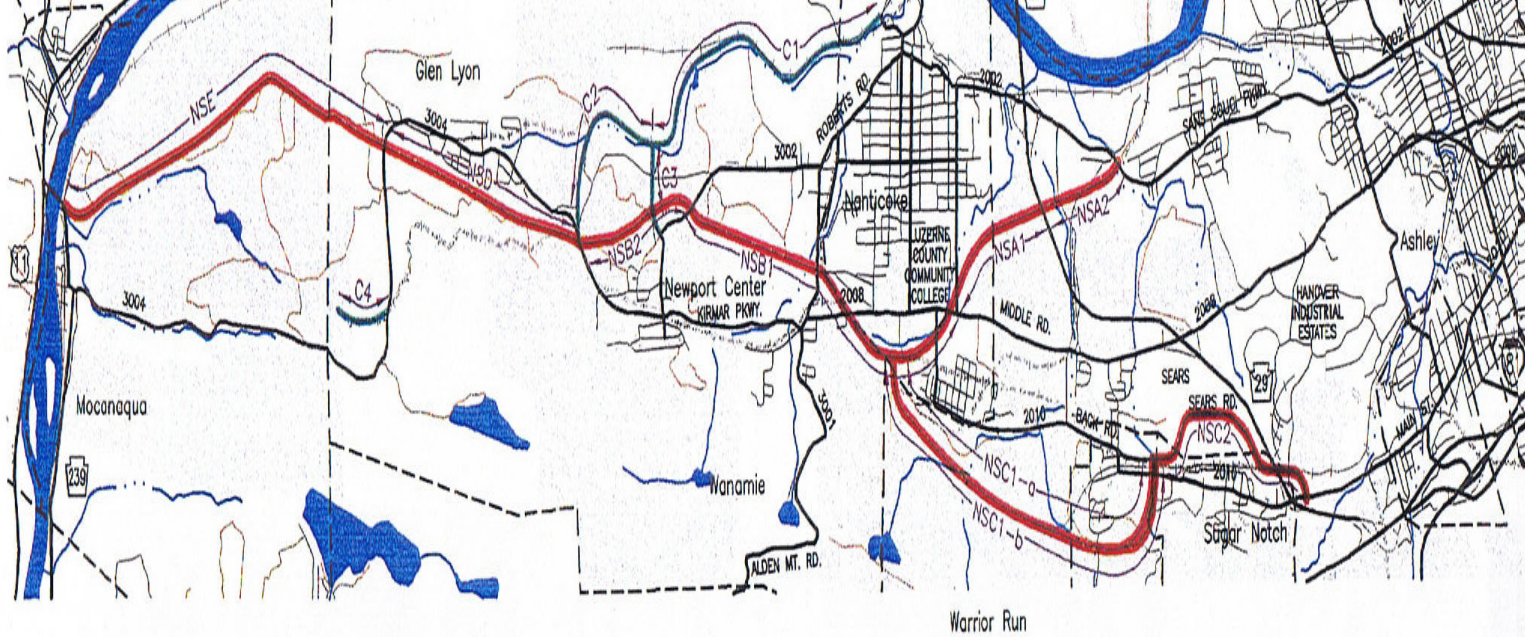 2002
C1
Glen Lyon
2002
NSE
C2
SANS SOUCI PKWY.
3004
ROBERTS RD.
3002
NSD
C3
Nanticoke
NSA2
NSB2
NSA1
LUZERNE
COUNTY
COMMUNITY
COLLEGE
Ashley
NSB1
Newport Center
C4
2008
HANOVER
INDUSTRIAL
ESTATES
3004
KIRMAR PKWY.
MIDDLE RD.
2008
SEARS
29
Moconaqua
3001
SEARS RD.
2010
BACK RD.
MAIN ST.
NSC2
NSC1-a
239
2010
Wanamie
NSC1-b
Sugar Notch
ALDEN MT. RD.
Warrior Run